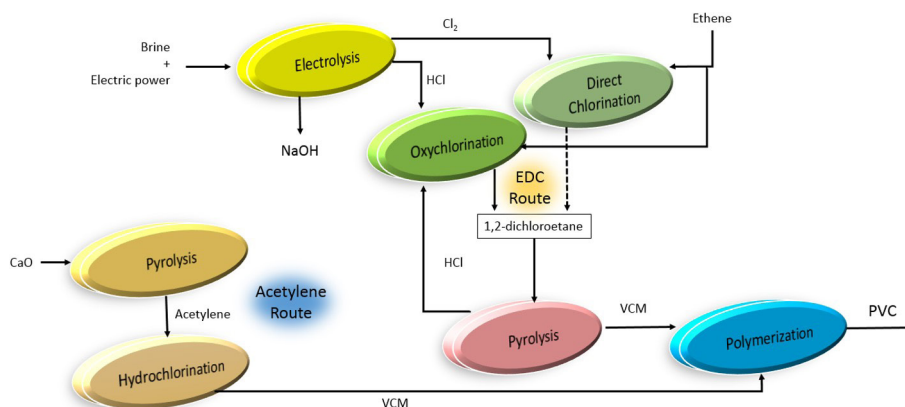 Cl₂
Ethene
Brine
+
Electric power
Electrolysis
HCl
Direct
Chlorination
NaOH
Oxychlorination
EDC
Route
1,2-dichloroetane
CaO
Pyrolysis
HCl
Acetylene
Route
Acetylene
VCM
PVC
Pyrolysis
Polymerization
Hydrochlorination
VCM